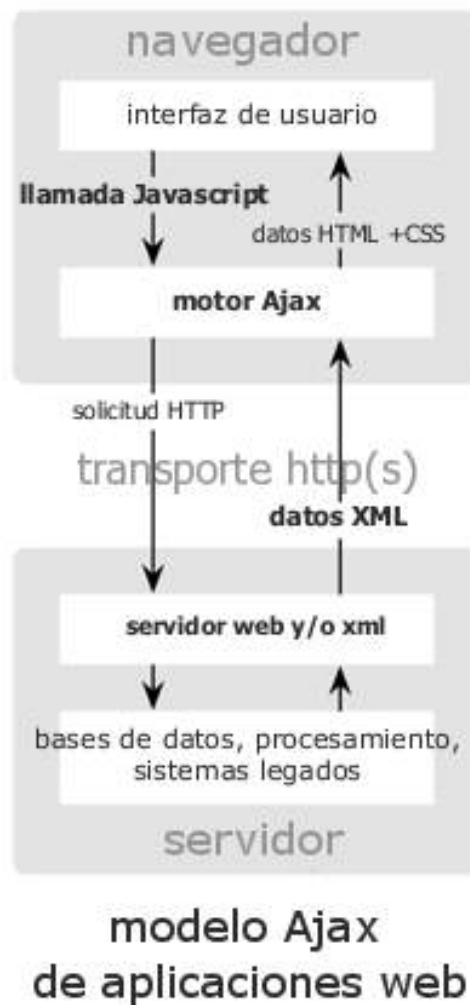 navegador
interfaz de usuario
llamada Javascript
datos HTML +CSS
motor Ajax
solicitud HTTP
transporte http(s)
datos XML
servidor web y/o xml
bases de datos, procesamiento,
sistemas legados
servidor
modelo Ajax
de aplicaciones web